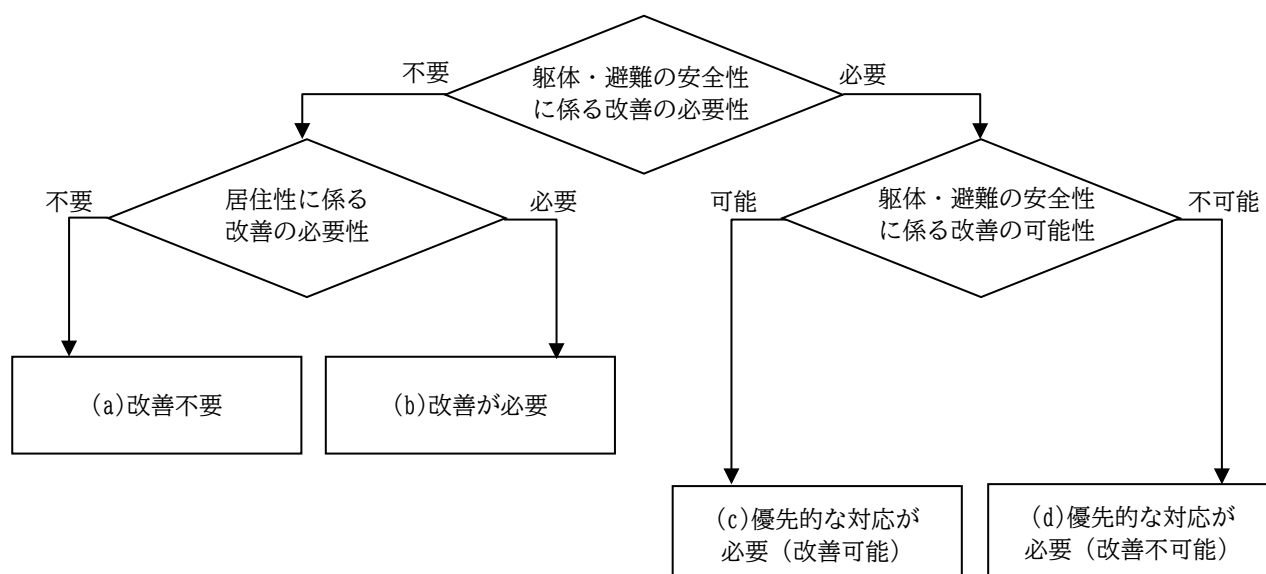 不要
躯体・避難の安全性
に係る改善の必要性
必要
不要
居住性に係る
改善の必要性
必要
可能
躯体・避難の安全性
に係る改善の可能性
不可能
(a)改善不要
(b)改善が必要
(c)優先的な対応が
必要（改善可能）
(d)優先的な対応が
必要（改善不可能）